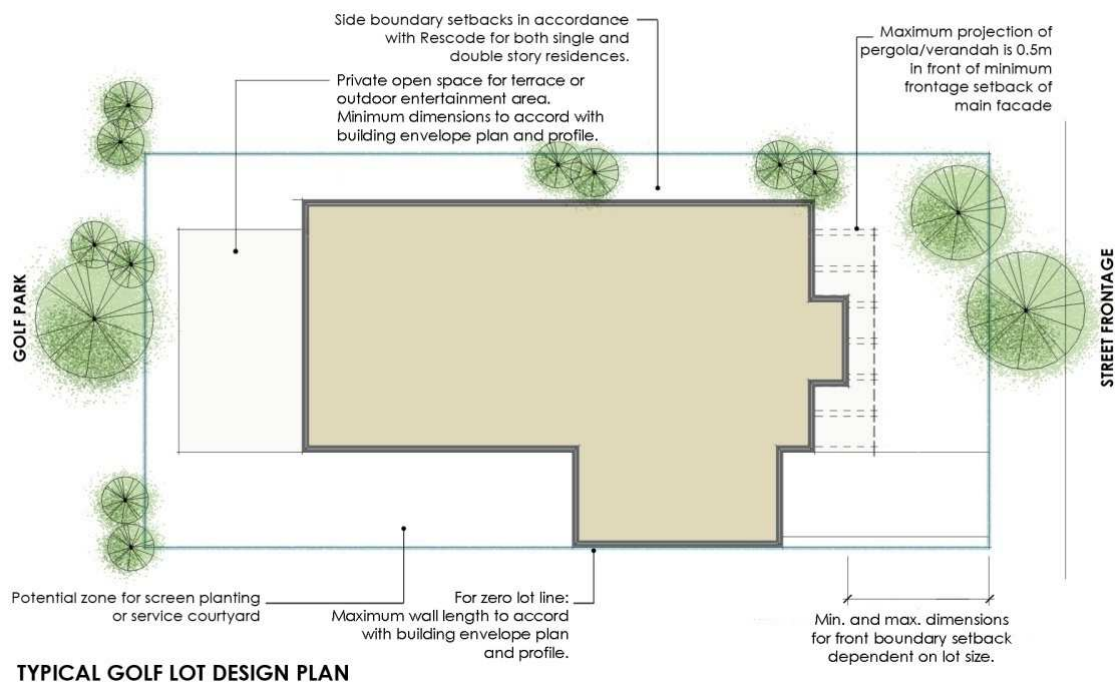 Side boundary setbacks in accordance
with Rescode for both single and
double story residences.
Private open space for terrace or
outdoor entertainment area.
Minimum dimensions to accord with
building envelope plan and profile.
Maximum projection of
pergola/verandah is 0.5m
in front of minimum
frontage setback of
main facade
GOLF PARK
STREET FRONTAGE
Potential zone for screen planting
or service courtyard
For zero lot line:
Maximum wall length to accord
with building envelope plan
and profile.
Min. and max. dimensions
for front boundary setback
dependent on lot size.
TYPICAL GOLF LOT DESIGN PLAN